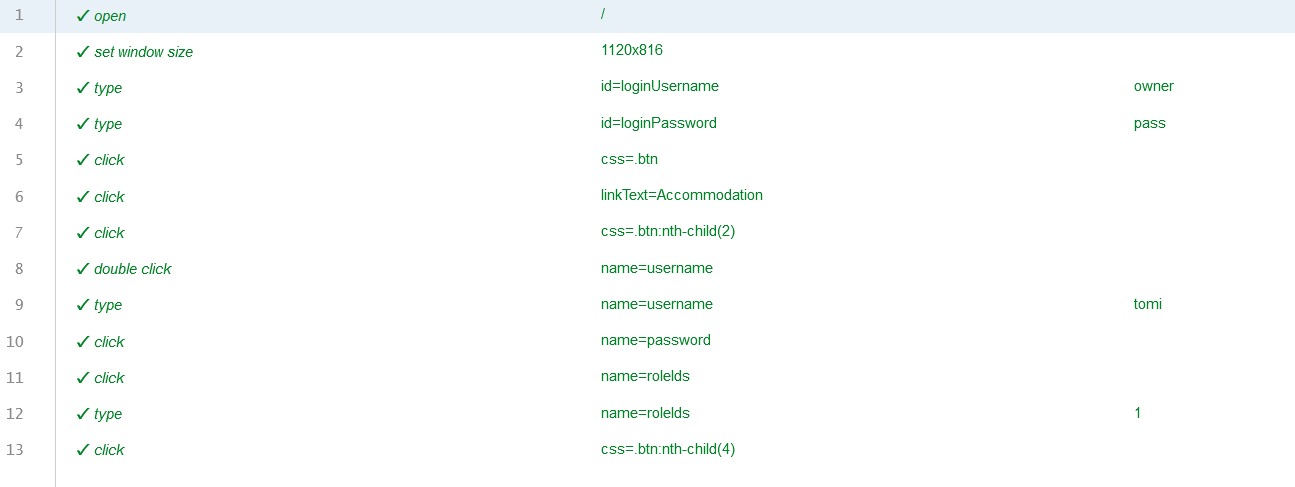 1 ✓ open /
2 ✓ set window size 1120x816
3 ✓ type id=loginUsername owner
4 ✓ type id=loginPassword pass
5 ✓ click css=.btn
6 ✓ click linkText=Accommodation
7 ✓ click css=.btn:nth-child(2)
8 ✓ double click name=username
9 ✓ type name=username tomi
10 ✓ click name=password
11 ✓ click name=roleIds
12 ✓ type name=roleIds 1
13 ✓ click css=.btn:nth-child(4)